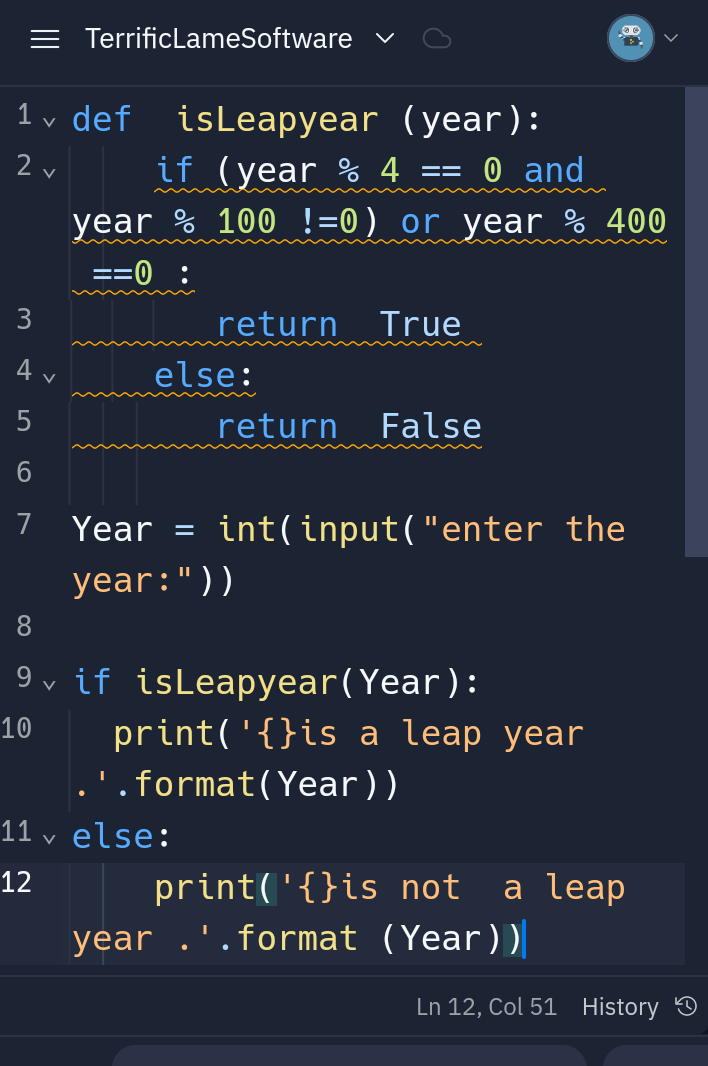 TerrificLameSoftware
1 def  isLeapyear (year):
2     if (year % 4 == 0 and
year % 100 !=0) or year % 400
 ==0 :
3        return  True
4     else:
5        return  False
6
7 Year = int(input("enter the
year:"))
8
9 if isLeapyear(Year):
10   print('{}is a leap year
.'.format(Year))
11 else:
12     print('{}is not  a leap
year .'.format (Year))
Ln 12, Col 51 History